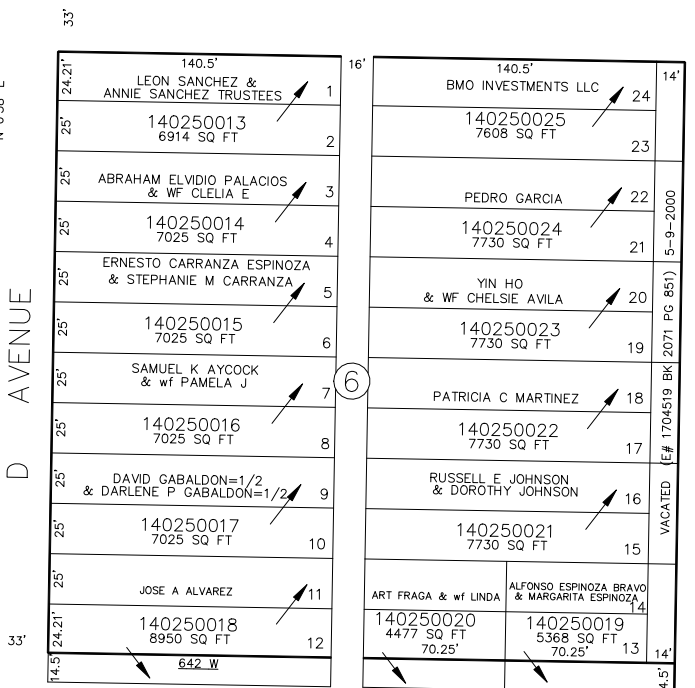 33'
140.5'
24.21'
LEON SANCHEZ &
ANNIE SANCHEZ TRUSTEES
1
25'
140250013
6914 SQ FT
2
25'
ABRAHAM ELVIDIO PALACIOS
& WF CLELIA E
3
25'
140250014
7025 SQ FT
4
25'
ERNESTO CARRANZA ESPINOZA
& STEPHANIE M CARRANZA
5
25'
140250015
7025 SQ FT
6
25'
SAMUEL K AYCOCK
& wf PAMELA J
7
25'
140250016
7025 SQ FT
8
25'
DAVID GABALDON=1/2
& DARLENE P GABALDON=1/2
9
25'
140250017
7025 SQ FT
10
25'
JOSE A ALVAREZ
11
24.21'
140250018
8950 SQ FT
12
33'
14.5'
642 W
D AVENUE
16'
6
140.5'
14'
BMO INVESTMENTS LLC
24
140250025
7608 SQ FT
23
PEDRO GARCIA
22
140250024
7730 SQ FT
21
YIN HO
& WF CHELSIE AVILA
20
140250023
7730 SQ FT
19
PATRICIA C MARTINEZ
18
140250022
7730 SQ FT
17
RUSSELL E JOHNSON
& DOROTHY JOHNSON
16
140250021
7730 SQ FT
15
ART FRAGA & wf LINDA
140250020
4477 SQ FT
70.25'
ALFONSO ESPINOZA BRAVO
& MARGARITA ESPINOZA
14
140250019
5368 SQ FT
70.25'
13
14'
VACATED (E# 1704519 BK 2071 PG 851) 5-9-2000